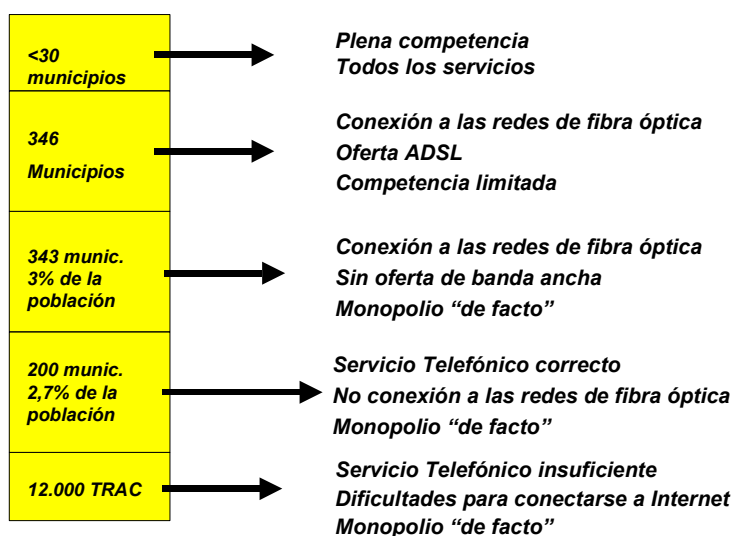 <30
municipios
Plena competencia
Todos los servicios
346
Municipios
Conexión a las redes de fibra óptica
Oferta ADSL
Competencia limitada
343 munic.
3% de la
población
Conexión a las redes de fibra óptica
Sin oferta de banda ancha
Monopolio “de facto”
200 munic.
2,7% de la
población
Servicio Telefónico correcto
No conexión a las redes de fibra óptica
Monopolio “de facto”
12.000 TRAC
Servicio Telefónico insuficiente
Dificultades para conectarse a Internet
Monopolio “de facto”